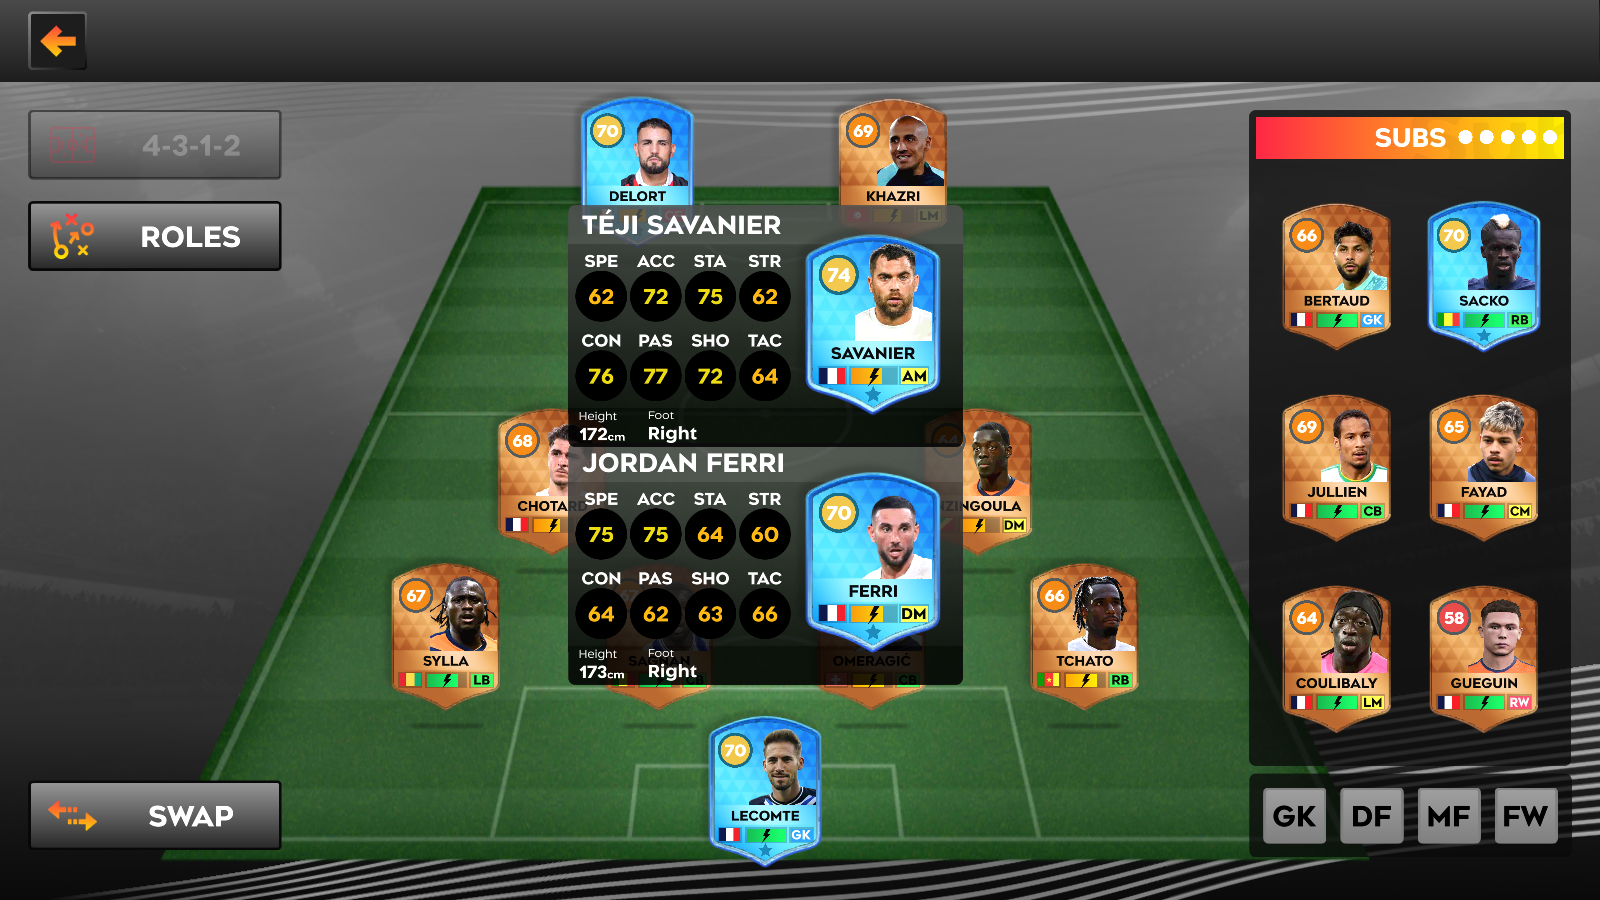 4-3-1-2
ROLES
SWAP
70
DELORT
69
KHAZRI
LM
TÉJI SAVANIER
SPE ACC STA STR
62 72 75 62
CON PAS SHO TAC
76 77 72 64
Height Foot
172cm Right
74
SAVANIER
AM
JORDAN FERRI
SPE ACC STA STR
75 75 64 60
CON PAS SHO TAC
64 62 63 66
Height Foot
173cm Right
70
FERRI
DM
68
CHOTARD
64
NZINGOULA
DM
67
SYLLA
LB
SAGNAN
OMERAGIĆ
CB
66
TCHATO
RB
70
LECOMTE
GK
SUBS
66
BERTAUD
GK
70
SACKO
RB
69
JULLIEN
CB
65
FAYAD
CM
64
COULIBALY
LM
58
GUEGUIN
RW
GK DF MF FW